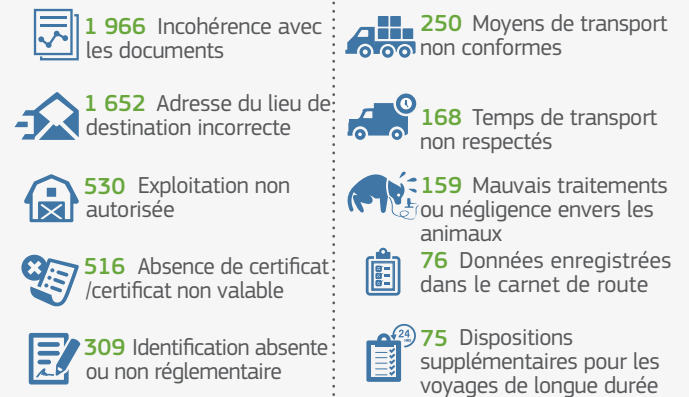 1 966 Incohérence avec
les documents
1 652 Adresse du lieu de
destination incorrecte
530 Exploitation non
autorisée
516 Absence de certificat
/certificat non valable
309 Identification absente
ou non réglementaire
250 Moyens de transport
non conformes
168 Temps de transport
non respectés
159 Mauvais traitements
ou négligence envers les
animaux
76 Données enregistrées
dans le carnet de route
24
75 Dispositions
supplémentaires pour les
voyages de longue durée